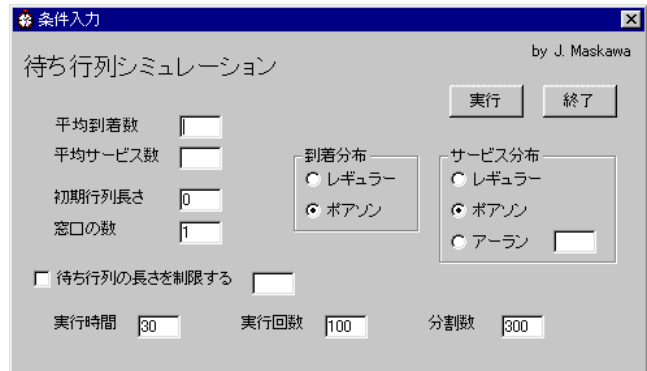 条件入力
by J. Maskawa
待ち行列シミュレーション
実行 終了
平均到着数
平均サービス数
初期行列長さ 0
窓口の数 1
到着分布
レギュラー
ポアソン
サービス分布
レギュラー
ポアソン
アーラン
待ち行列の長さを制限する
実行時間 30 実行回数 100 分割数 300